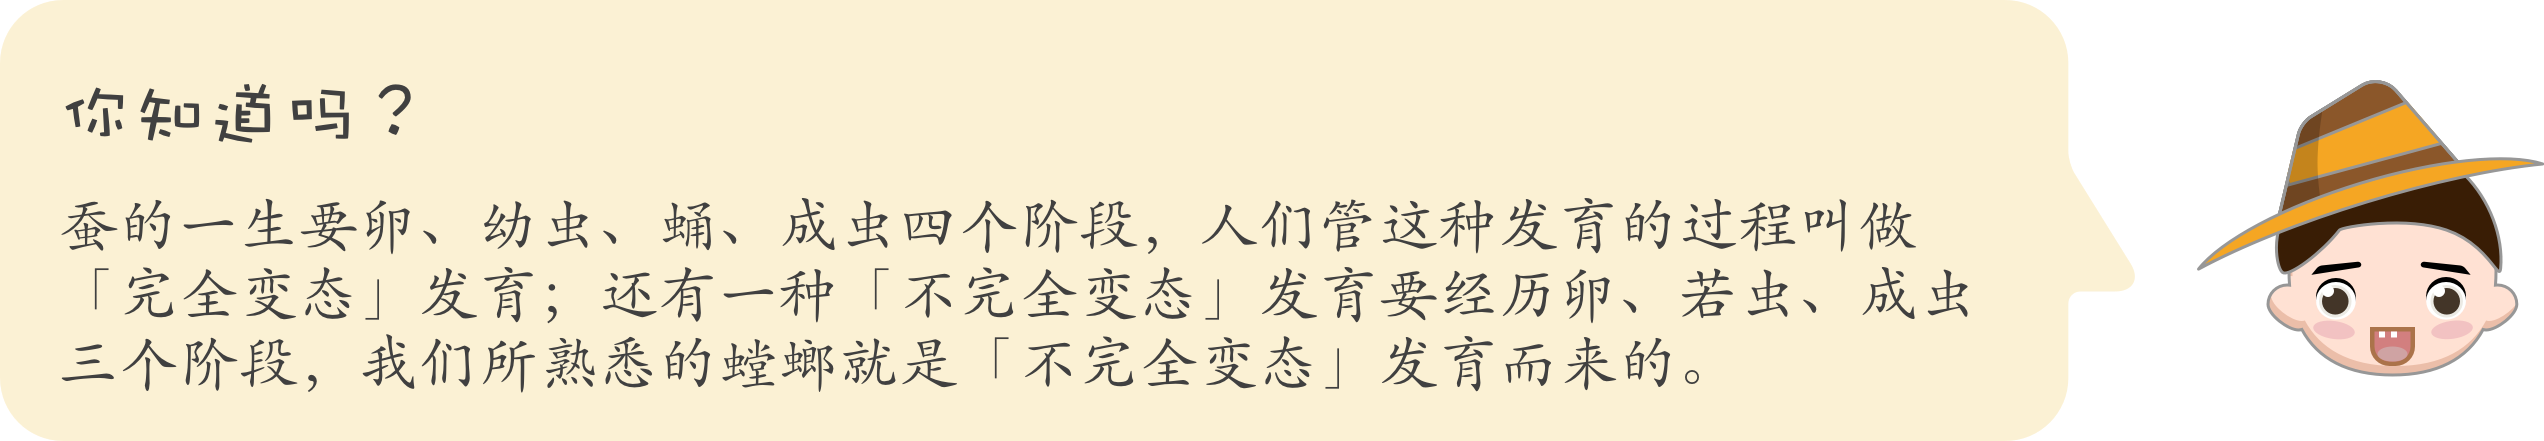 你知道吗？
蚕的一生要卵、幼虫、蛹、成虫四个阶段，人们管这种发育的过程叫做
「完全变态」发育；还有一种「不完全变态」发育要经历卵、若虫、成虫
三个阶段，我们所熟悉的螳螂就是「不完全变态」发育而来的。